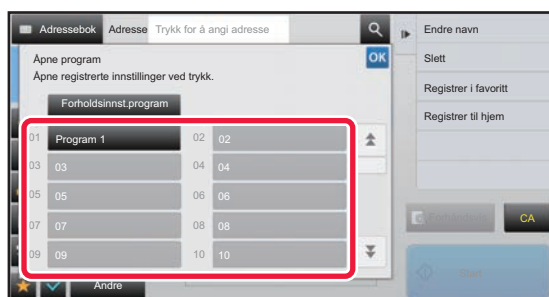 Adressebok Adresse Trykk for å angi adresse
Endre navn
Åpne program
OK
Slett
Åpne registrerte innstillinger ved trykk.
Registrer i favoritt
Forholdsinnst.program
Registrer til hjem
01 Program 1 02 02
03 03 04 04
05 05 06 06
07 07 08 08
CA
09 09 10 10
Andre